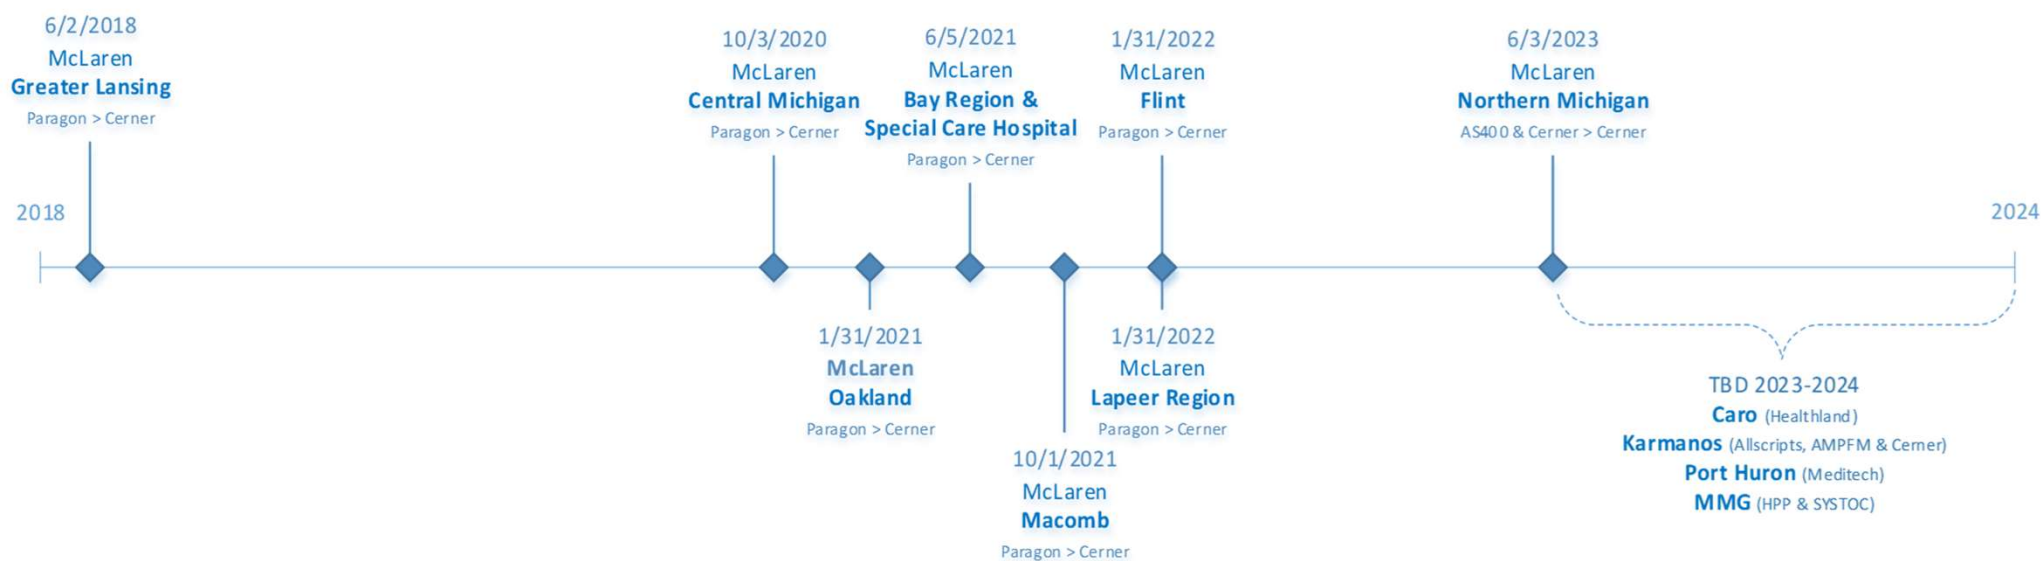 6/2/2018
McLaren
Greater Lansing
Paragon > Cerner
10/3/2020
McLaren
Central Michigan
Paragon > Cerner
6/5/2021
McLaren
Bay Region &
Special Care Hospital
Paragon > Cerner
1/31/2022
McLaren
Flint
Paragon > Cerner
6/3/2023
McLaren
Northern Michigan
AS400 & Cerner > Cerner
2018
2024
1/31/2021
McLaren
Oakland
Paragon > Cerner
10/1/2021
McLaren
Macomb
Paragon > Cerner
1/31/2022
McLaren
Lapeer Region
Paragon > Cerner
TBD 2023-2024
Caro (Healthland)
Karmanos (Allscripts, AMPFM & Cerner)
Port Huron (Meditech)
MMG (HPP & SYSTOC)